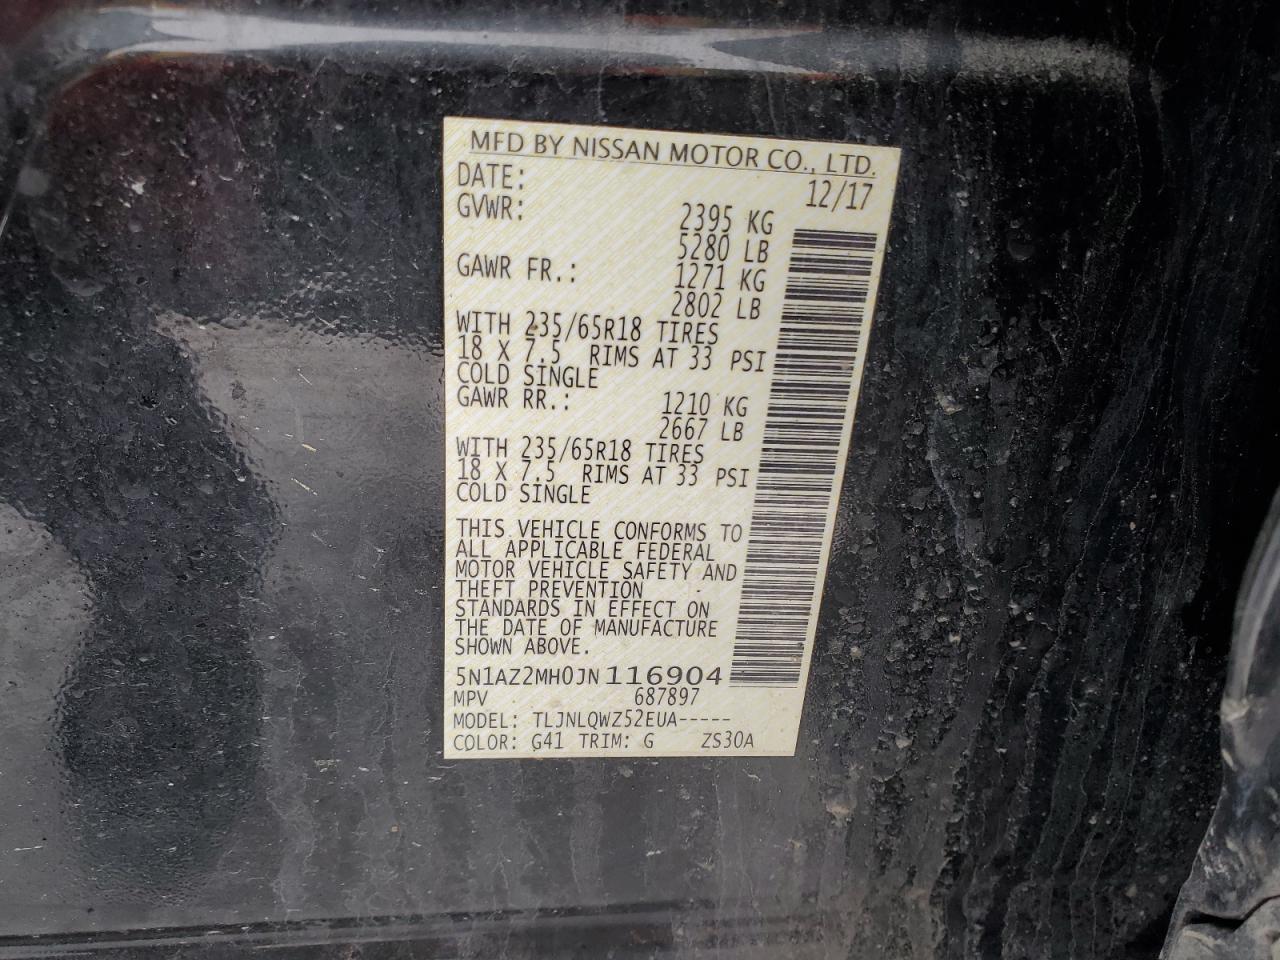 MFD BY NISSAN MOTOR CO., LTD.
DATE: 12/17
GVWR: 2395 KG
5280 LB
GAWR FR.: 1271 KG
2802 LB
WITH 235/65R18 TIRES
18 X 7.5 RIMS AT 33 PSI
COLD SINGLE
GAWR RR.: 1210 KG
2667 LB
WITH 235/65R18 TIRES
18 X 7.5 RIMS AT 33 PSI
COLD SINGLE
THIS VEHICLE CONFORMS TO
ALL APPLICABLE FEDERAL
MOTOR VEHICLE SAFETY AND
THEFT PREVENTION
STANDARDS IN EFFECT ON
THE DATE OF MANUFACTURE
SHOWN ABOVE.
5N1AZ2MH0JN116904
MPV 687897
MODEL: TLJNLQWZ52EUA-----
COLOR: G41 TRIM: G ZS30A